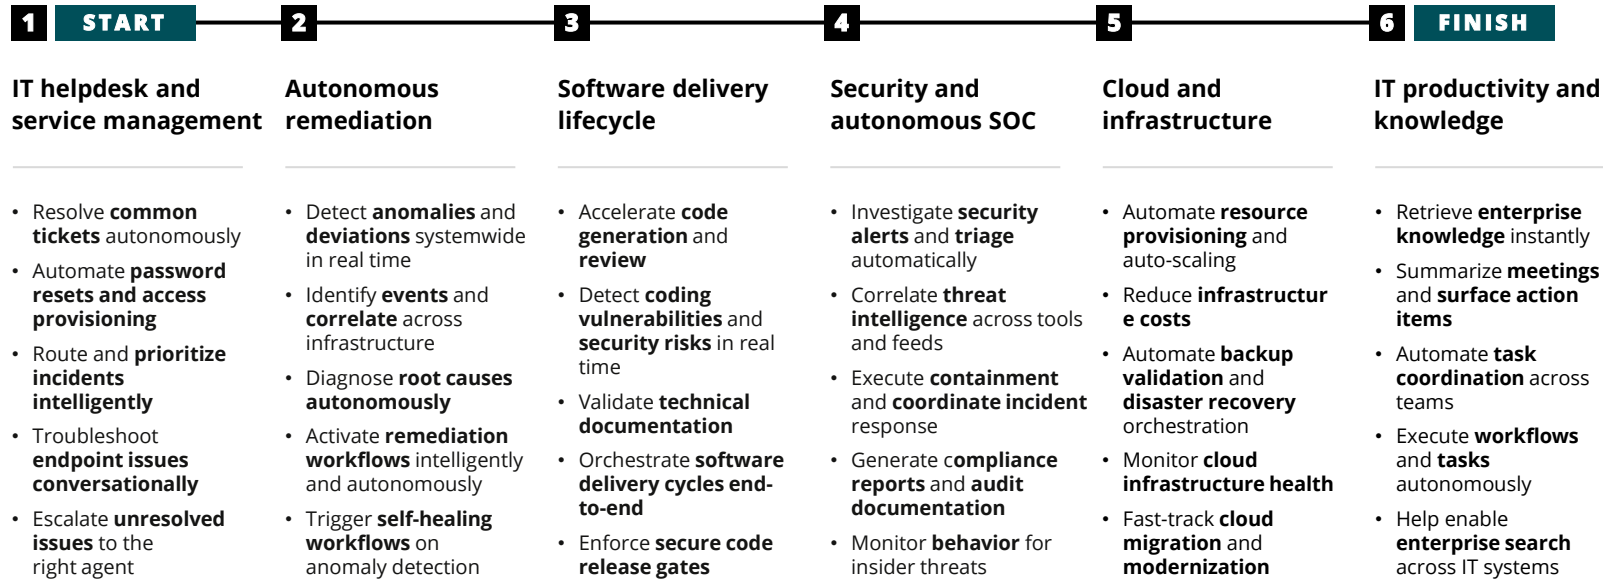 1 START 2 3 4 5 6 FINISH
IT helpdesk and
service management
• Resolve common
tickets autonomously
• Automate password
resets and access
provisioning
• Route and prioritize
incidents
intelligently
• Troubleshoot
endpoint issues
conversationally
• Escalate unresolved
issues to the
right agent
Autonomous
remediation
• Detect anomalies and
deviations systemwide
in real time
• Identify events and
correlate across
infrastructure
• Diagnose root causes
autonomously
• Activate remediation
workflows intelligently
and autonomously
• Trigger self-healing
workflows on
anomaly detection
Software delivery
lifecycle
• Accelerate code
generation and
review
• Detect coding
vulnerabilities and
security risks in real
time
• Validate technical
documentation
• Orchestrate software
delivery cycles end-
to-end
• Enforce secure code
release gates
Security and
autonomous SOC
• Investigate security
alerts and triage
automatically
• Correlate threat
intelligence across tools
and feeds
• Execute containment
and coordinate incident
response
• Generate compliance
reports and audit
documentation
• Monitor behavior for
insider threats
Cloud and
infrastructure
• Automate resource
provisioning and
auto-scaling
• Reduce infrastructur
e costs
• Automate backup
validation and
disaster recovery
orchestration
• Monitor cloud
infrastructure health
• Fast-track cloud
migration and
modernization
IT productivity and
knowledge
• Retrieve enterprise
knowledge instantly
• Summarize meetings
and surface action
items
• Automate task
coordination across
teams
• Execute workflows
and tasks
autonomously
• Help enable
enterprise search
across IT systems